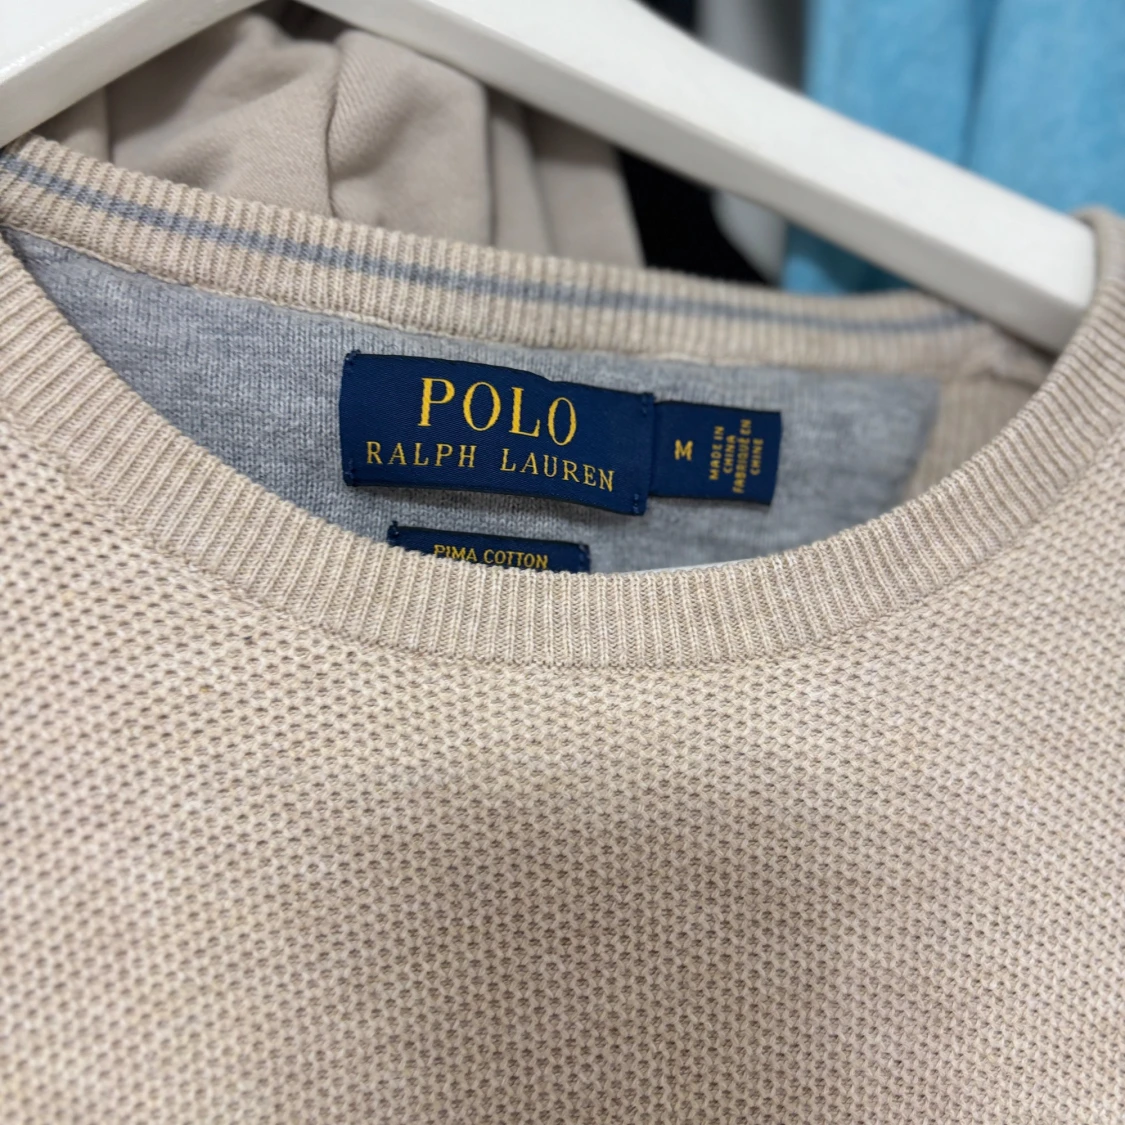 POLO
RALPH LAUREN
M
MADE IN
CHINA
FABRIQUÉ EN
CHINE
PIMA COTTON